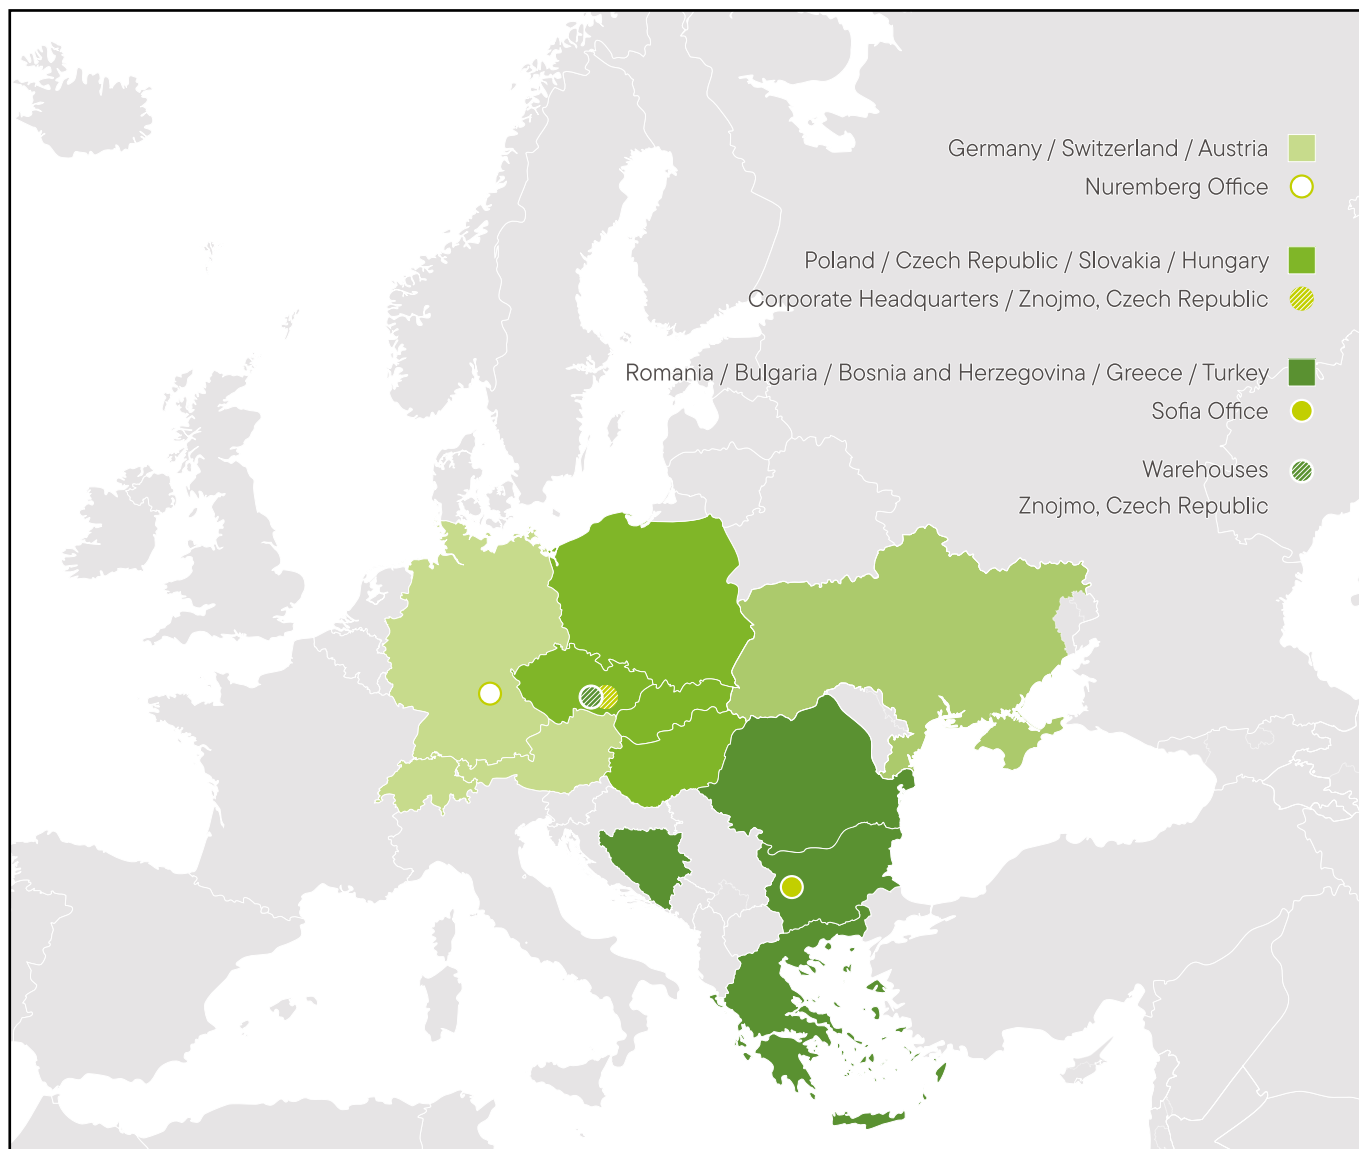 Germany / Switzerland / Austria
Nuremberg Office
Poland / Czech Republic / Slovakia / Hungary
Corporate Headquarters / Znojmo, Czech Republic
Romania / Bulgaria / Bosnia and Herzegovina / Greece / Turkey
Sofia Office
Warehouses
Znojmo, Czech Republic